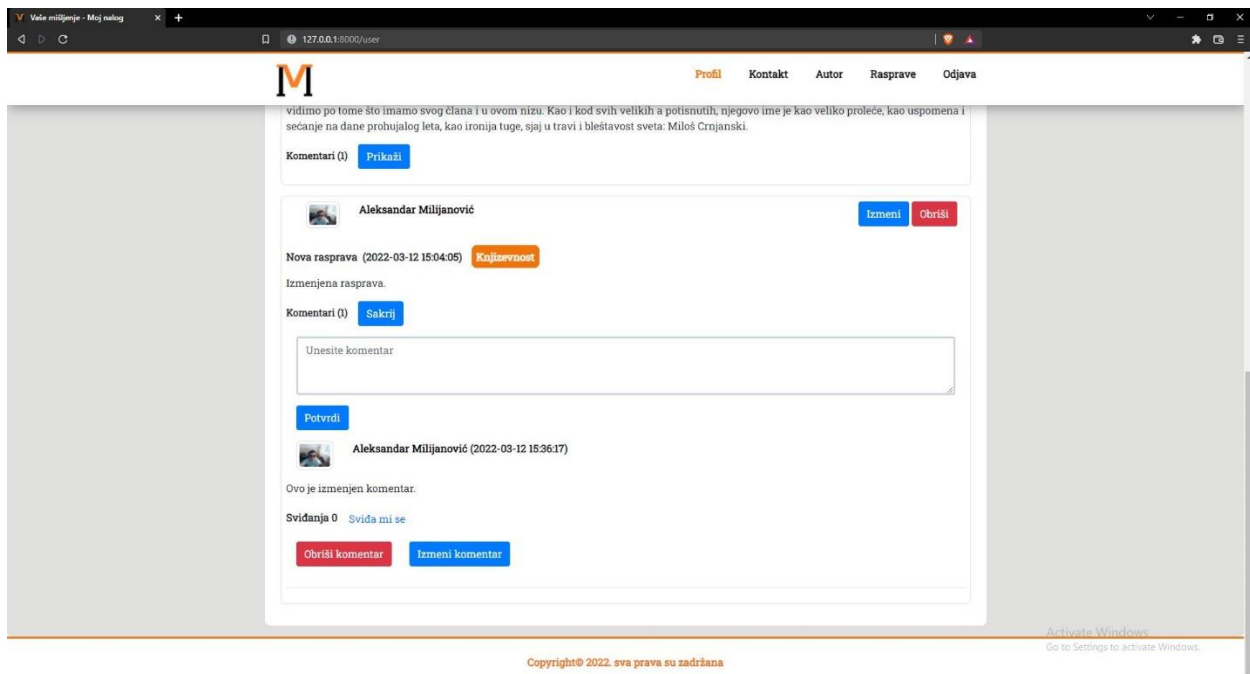 Vaše mišljenje - Moj nalog
127.0.0.1:8000/user
Profil Kontakt Autor Rasprave Odjava
vidimo po tome što imamo svog člana i u ovom nizu. Kao i kod svih velikih a potisnutih, njegovo ime je kao veliko proleće, kao uspomena i
sećanje na dane prohujalog leta, kao ironija tuge, sjaj u travi i bleštavost sveta: Miloš Crnjanski.
Komentari (1) Prikaži
Aleksandar Milijanović Izmeni Obriši
Nova rasprava (2022-03-12 15:04:05) Knjizevnost
Izmenjena rasprava.
Komentari (1) Sakrij
Unesite komentar
Potvrdi
Aleksandar Milijanović (2022-03-12 15:36:17)
Ovo je izmenjen komentar.
Sviđanja 0 Sviđa mi se
Obriši komentar Izmeni komentar
Activate Windows
Go to Settings to activate Windows.
Copyright© 2022. sva prava su zadržana